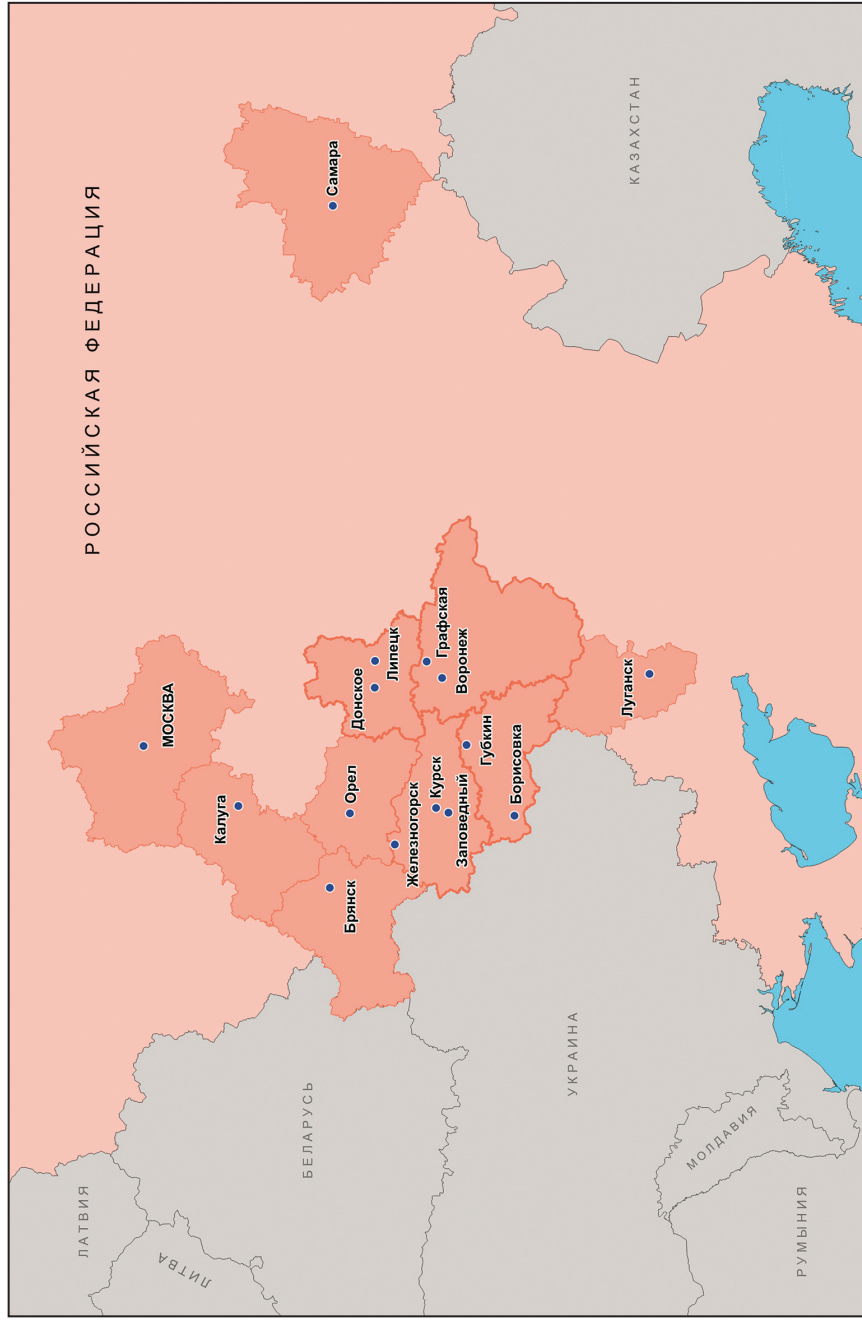 РОССИЙСКАЯ ФЕДЕРАЦИЯ
ЛАТВИЯ
ЛИТВА
БЕЛАРУСЬ
УКРАИНА
МОЛДАВИЯ
РУМЫНИЯ
КАЗАХСТАН
МОСКВА
Калуга
Брянск
Орел
Железногорск
Курск
Заповедный
Донское
Липецк
Графская
Воронеж
Губкин
Борисовка
Луганск
Самара